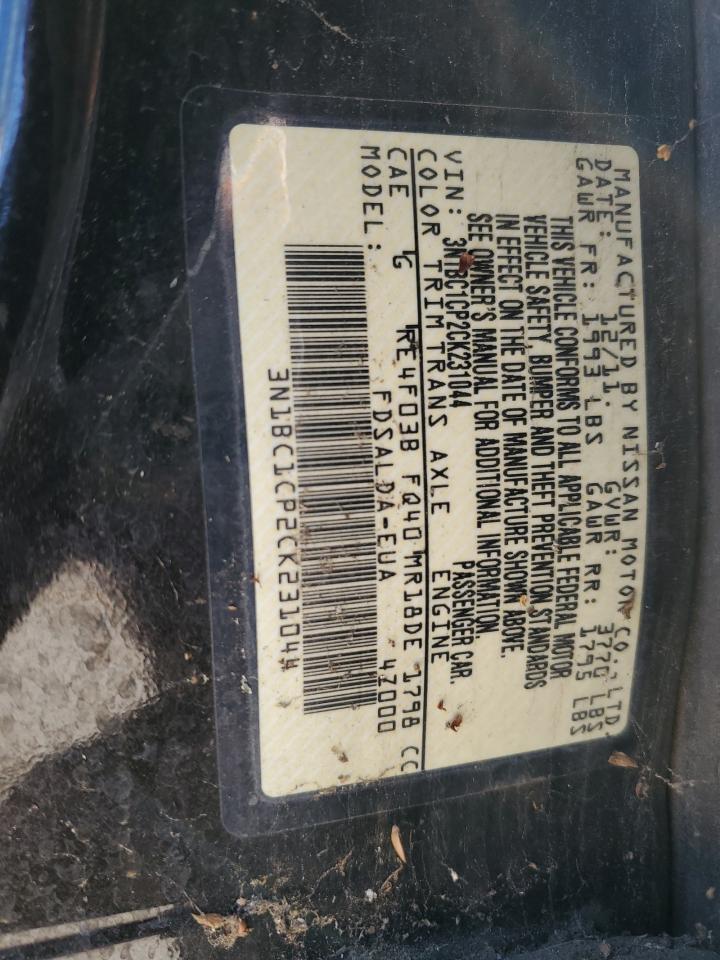 MANUFACTURED BY NISSAN MOTOR CO., LTD.
DATE: 12/11. GVWR: 3770 LBS
GAWR FR: 1993 LBS GAWR RR: 1795 LBS
THIS VEHICLE CONFORMS TO ALL APPLICABLE FEDERAL MOTOR
VEHICLE SAFETY, BUMPER AND THEFT PREVENTION STANDARDS
IN EFFECT ON THE DATE OF MANUFACTURE SHOWN ABOVE.
SEE OWNER'S MANUAL FOR ADDITIONAL INFORMATION.
VIN: 3N1BC1CP2CK231044 PASSENGER CAR.
COLOR TRIM TRANS AXLE ENGINE
CAE G RE4F03B FQ40 MR18DE 1798 CC
MODEL: FDSALDA-EUA 4Z000
3N1BC1CP2CK231044